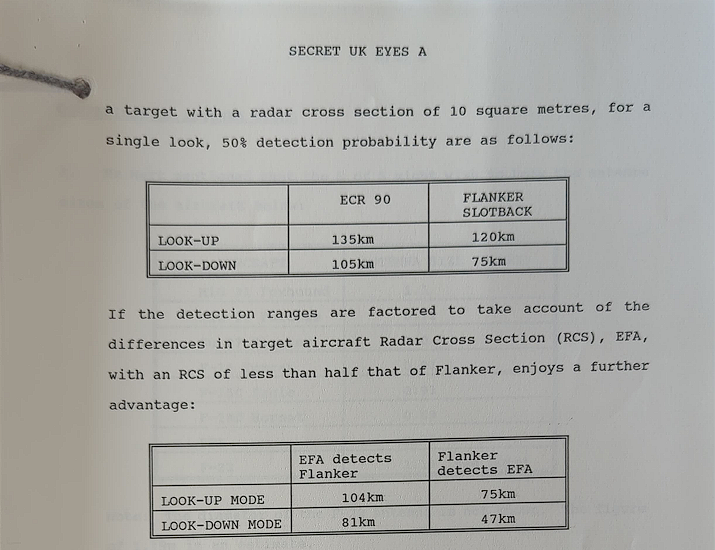 SECRET UK EYES A
a target with a radar cross section of 10 square metres, for a
single look, 50% detection probability are as follows:
ECR 90 FLANKER
SLOTBACK
LOOK-UP 135km 120km
LOOK-DOWN 105km 75km
If the detection ranges are factored to take account of the
differences in target aircraft Radar Cross Section (RCS), EFA,
with an RCS of less than half that of Flanker, enjoys a further
advantage:
EFA detects Flanker
Flanker detects EFA
LOOK-UP MODE 104km 75km
LOOK-DOWN MODE 81km 47km